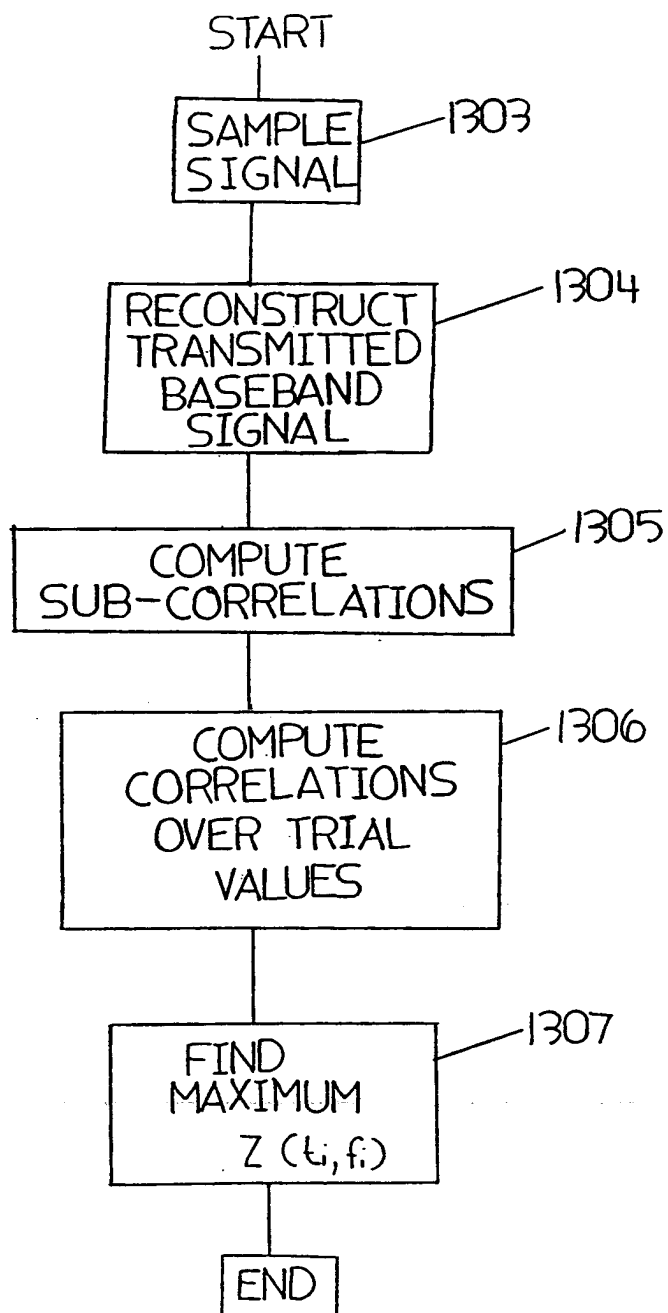 START
SAMPLE
SIGNAL
1303
RECONSTRUCT
TRANSMITTED
BASEBAND
SIGNAL
1304
COMPUTE
SUB-CORRELATIONS
1305
COMPUTE
CORRELATIONS
OVER TRIAL
VALUES
1306
FIND
MAXIMUM
Z (ti, fi)
1307
END